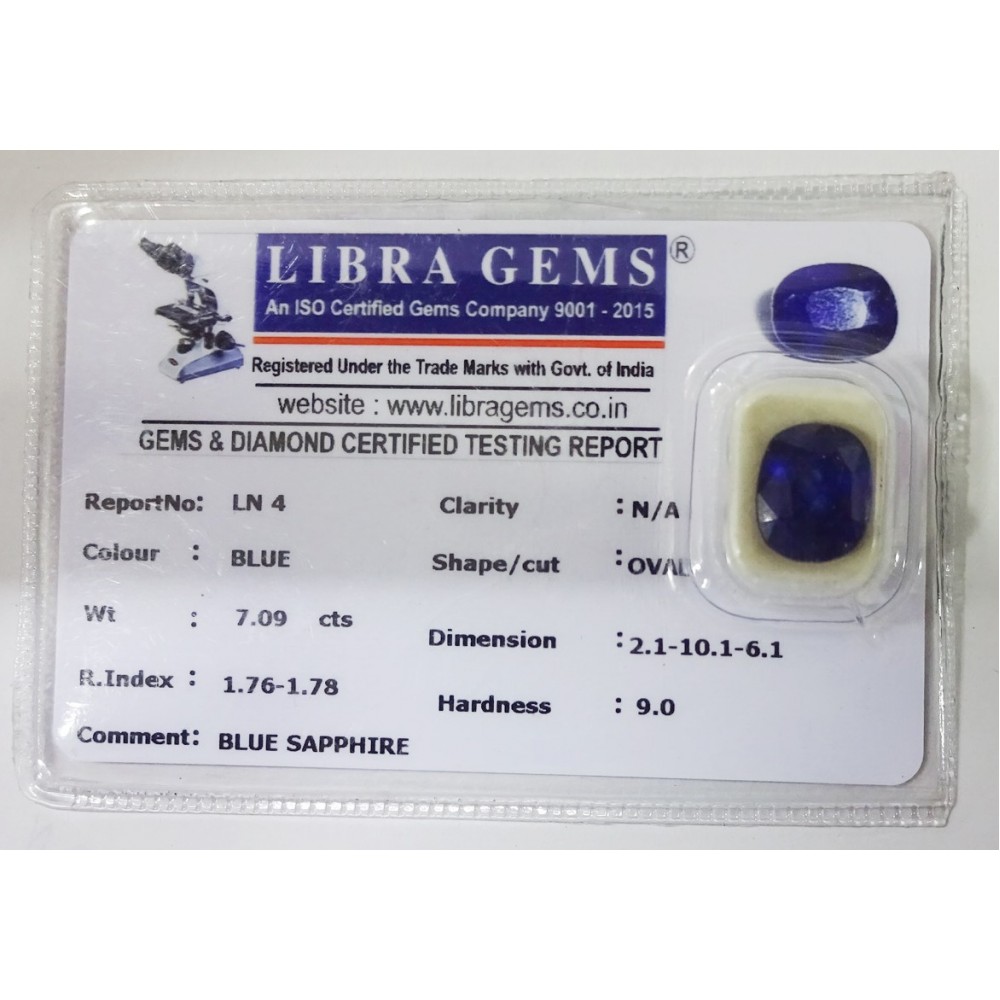 LIBRA GEMS ®
An ISO Certified Gems Company 9001 - 2015
Registered Under the Trade Marks with Govt. of India
website : www.libragems.co.in
GEMS & DIAMOND CERTIFIED TESTING REPORT
ReportNo: LN 4
Clarity : N/A
Colour : BLUE
Shape/cut : OVAL
Wt : 7.09 cts
Dimension : 2.1-10.1-6.1
R.Index : 1.76-1.78
Hardness : 9.0
Comment: BLUE SAPPHIRE